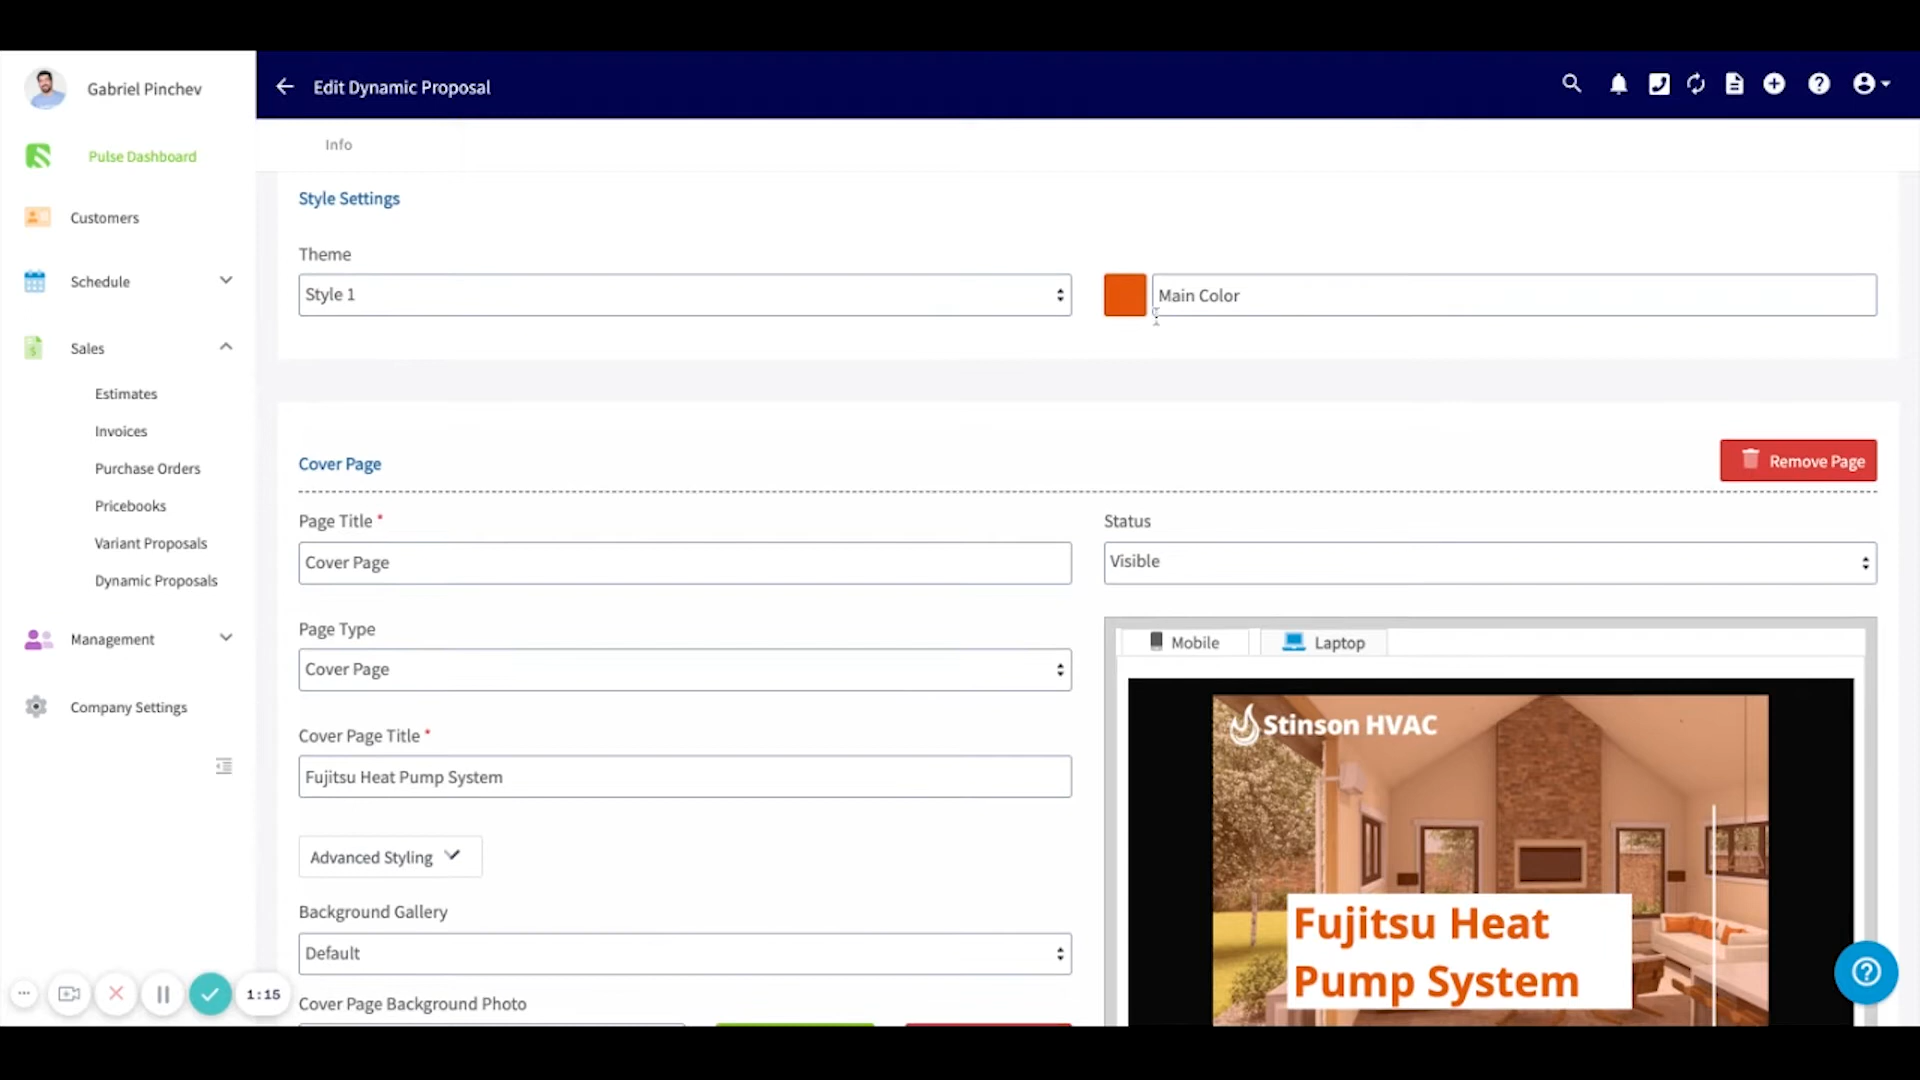 Gabriel Pinchev
Edit Dynamic Proposal
Info
Pulse Dashboard
Customers
Schedule
Sales
Estimates
Invoices
Purchase Orders
Pricebooks
Variant Proposals
Dynamic Proposals
Management
Company Settings
1:15
Style Settings
Theme
Style 1
Main Color
Cover Page
Remove Page
Page Title *
Cover Page
Status
Visible
Page Type
Cover Page
Cover Page Title *
Fujitsu Heat Pump System
Advanced Styling
Background Gallery
Default
Cover Page Background Photo
Mobile
Laptop
Stinson HVAC
Fujitsu Heat
Pump System